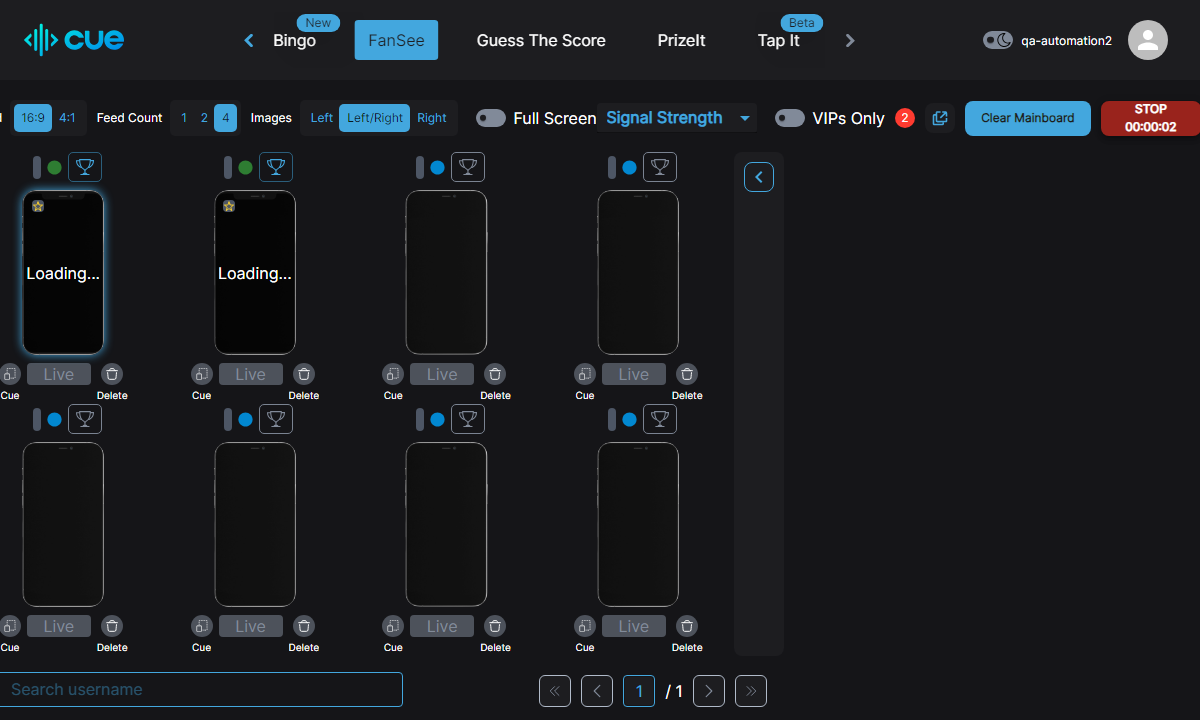 cue
Bingo
New
FanSee
Guess The Score
PrizeIt
Tap It
Beta
qa-automation2
16:9
4:1
Feed Count
1
2
4
Images
Left
Left/Right
Right
Full Screen
Signal Strength
VIPs Only
2
Clear Mainboard
STOP
00:00:02
Loading...
Loading...
Live
Live
Live
Live
Cue
Delete
Cue
Delete
Cue
Delete
Cue
Delete
Live
Live
Live
Live
Cue
Delete
Cue
Delete
Cue
Delete
Cue
Delete
Search username
1
/ 1